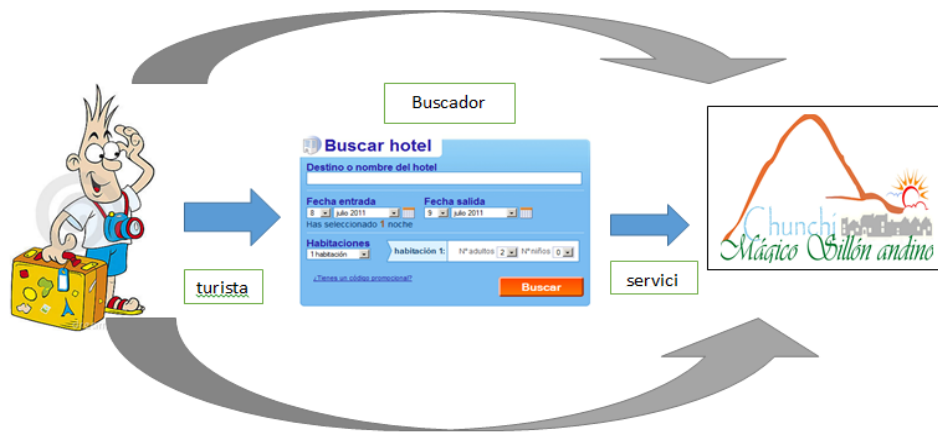 Buscador
Buscar hotel
Destino o nombre del hotel
Fecha entrada Fecha salida
8 julio 2011 9 julio 2011
Has seleccionado 1 noche
Habitaciones
1 habitación habitación 1: Nº adultos 2 Nº niños 0
¿Tienes un código promocional?
Buscar
turista
servici
Chunchi
Mágico Sillón andino